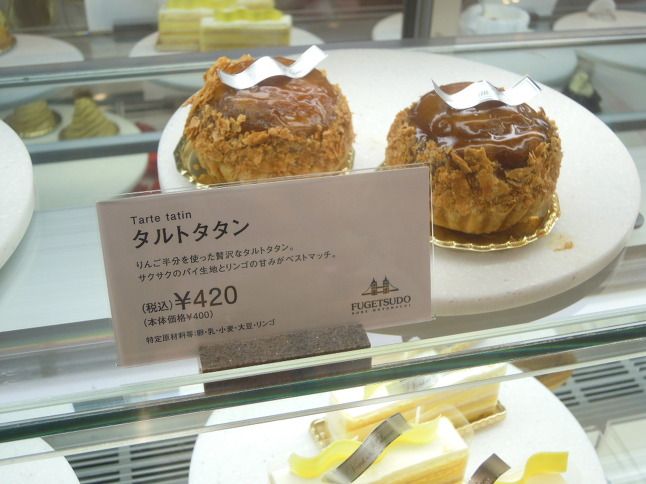 Tarte tatin
タルトタタン
りんご半分を使った贅沢なタルトタタン。
サクサクのパイ生地とリンゴの甘みがベストマッチ。
(税込)¥420
(本体価格¥400)
特定原材料等:卵・乳・小麦・大豆・リンゴ
FUGETSUDO
KOBE MOTOMACHI